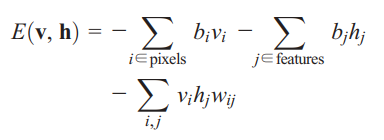 E(v, h) = − ∑ b_i v_i − ∑ b_j h_j
i∈pixels j∈features
− ∑ v_i h_j w_ij
i,j